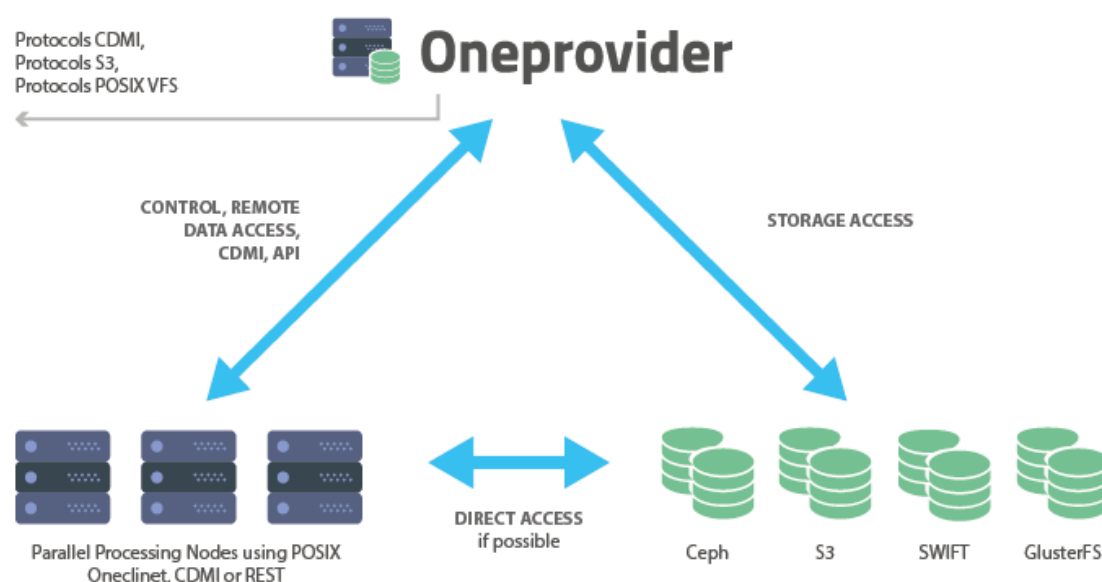 Protocols CDMI,
Protocols S3,
Protocols POSIX VFS
Oneprovider
CONTROL, REMOTE
DATA ACCESS,
CDMI, API
STORAGE ACCESS
DIRECT ACCESS
if possible
Parallel Processing Nodes using POSIX
Oneclinet, CDMI or REST
Ceph
S3
SWIFT
GlusterFS